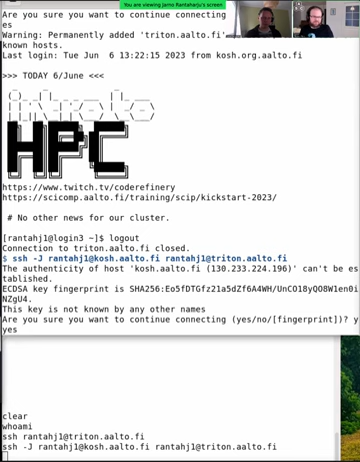 You are viewing Jarno Rantaharju's screen
Are you sure you want to continue connecting
es
Warning: Permanently added 'triton.aalto.fi'
known hosts.
Last login: Tue Jun 6 13:22:15 2023 from kosh.org.aalto.fi
>>> TODAY 6/June <<<
HPC
https://www.twitch.tv/coderefinery
https://scicomp.aalto.fi/training/scip/kickstart-2023/
# No other news for our cluster.
[rantahj1@login3 ~]$ logout
Connection to triton.aalto.fi closed.
$ ssh -J rantahj1@kosh.aalto.fi rantahj1@triton.aalto.fi
The authenticity of host 'kosh.aalto.fi (130.233.224.196)' can't be es
tablished.
ECDSA key fingerprint is SHA256:Eo5fDTGfz21a5dZf6A4WH/UnCO18yQO8W1en0i
NZgU4.
This key is not known by any other names
Are you sure you want to continue connecting (yes/no/[fingerprint])? y
yes
clear
whoami
ssh rantahj1@triton.aalto.fi
ssh -J rantahj1@kosh.aalto.fi rantahj1@triton.aalto.fi